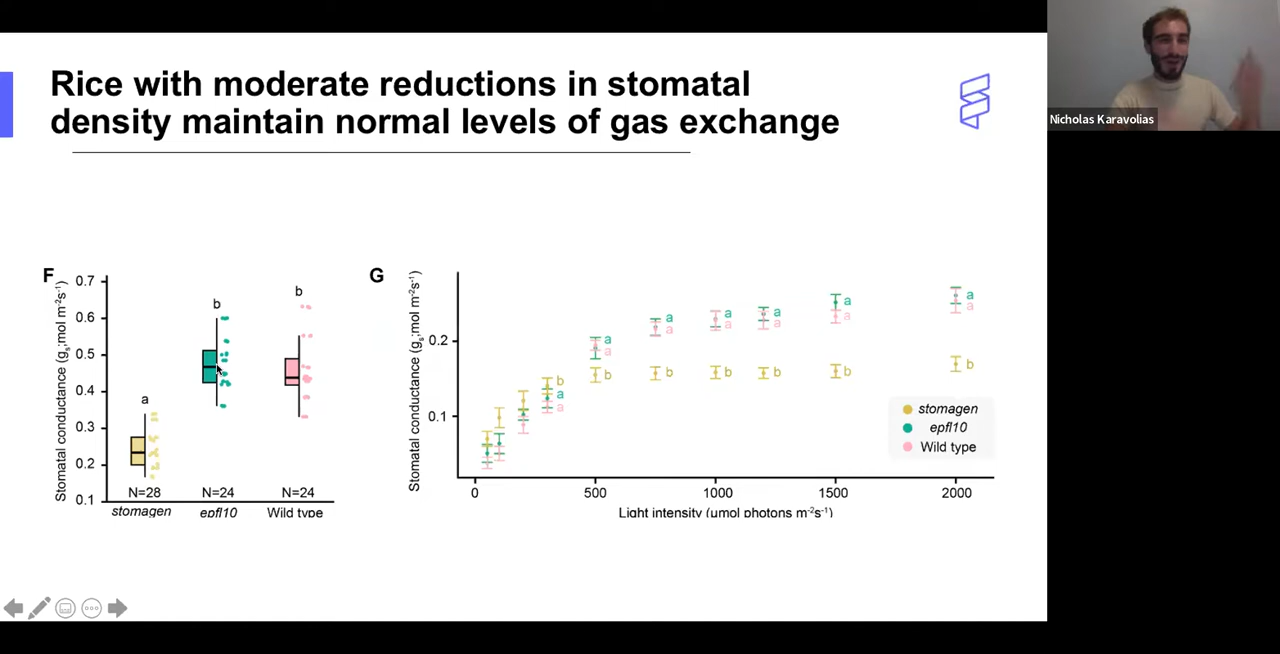 Rice with moderate reductions in stomatal
density maintain normal levels of gas exchange
Nicholas Karavolias
F
Stomatal conductance (gs;mol m-2s-1)
0.7
0.6
0.5
0.4
0.3
0.2
0.1
a
b
b
N=28
N=24
N=24
stomagen
epfl10
Wild type
G
Stomatal conductance (gs;mol m-2s-1)
0.2
0.1
b
a
a
a
a
b
a
a
b
a
a
b
a
a
b
a
a
b
a
a
b
stomagen
epfl10
Wild type
0
500
1000
1500
2000
Light intensity (umol photons m-2s-1)